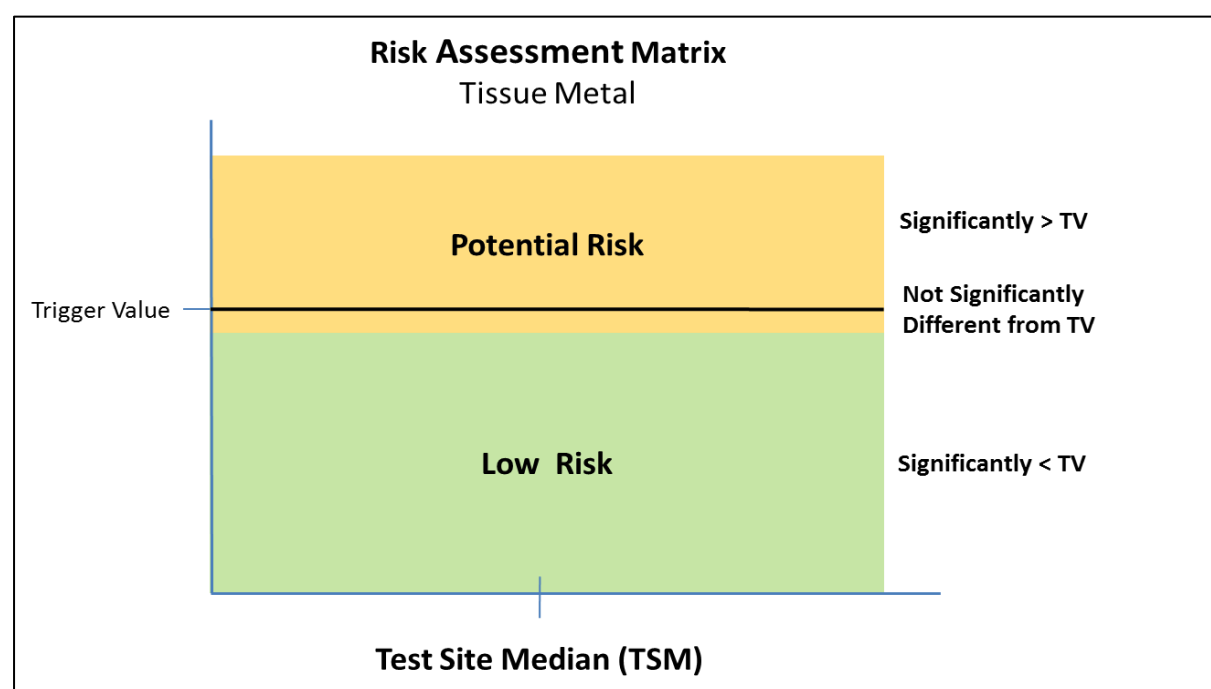 Risk Assessment Matrix
Tissue Metal
Significantly > TV
Potential Risk
Trigger Value
Not Significantly
Different from TV
Low Risk
Significantly < TV
Test Site Median (TSM)